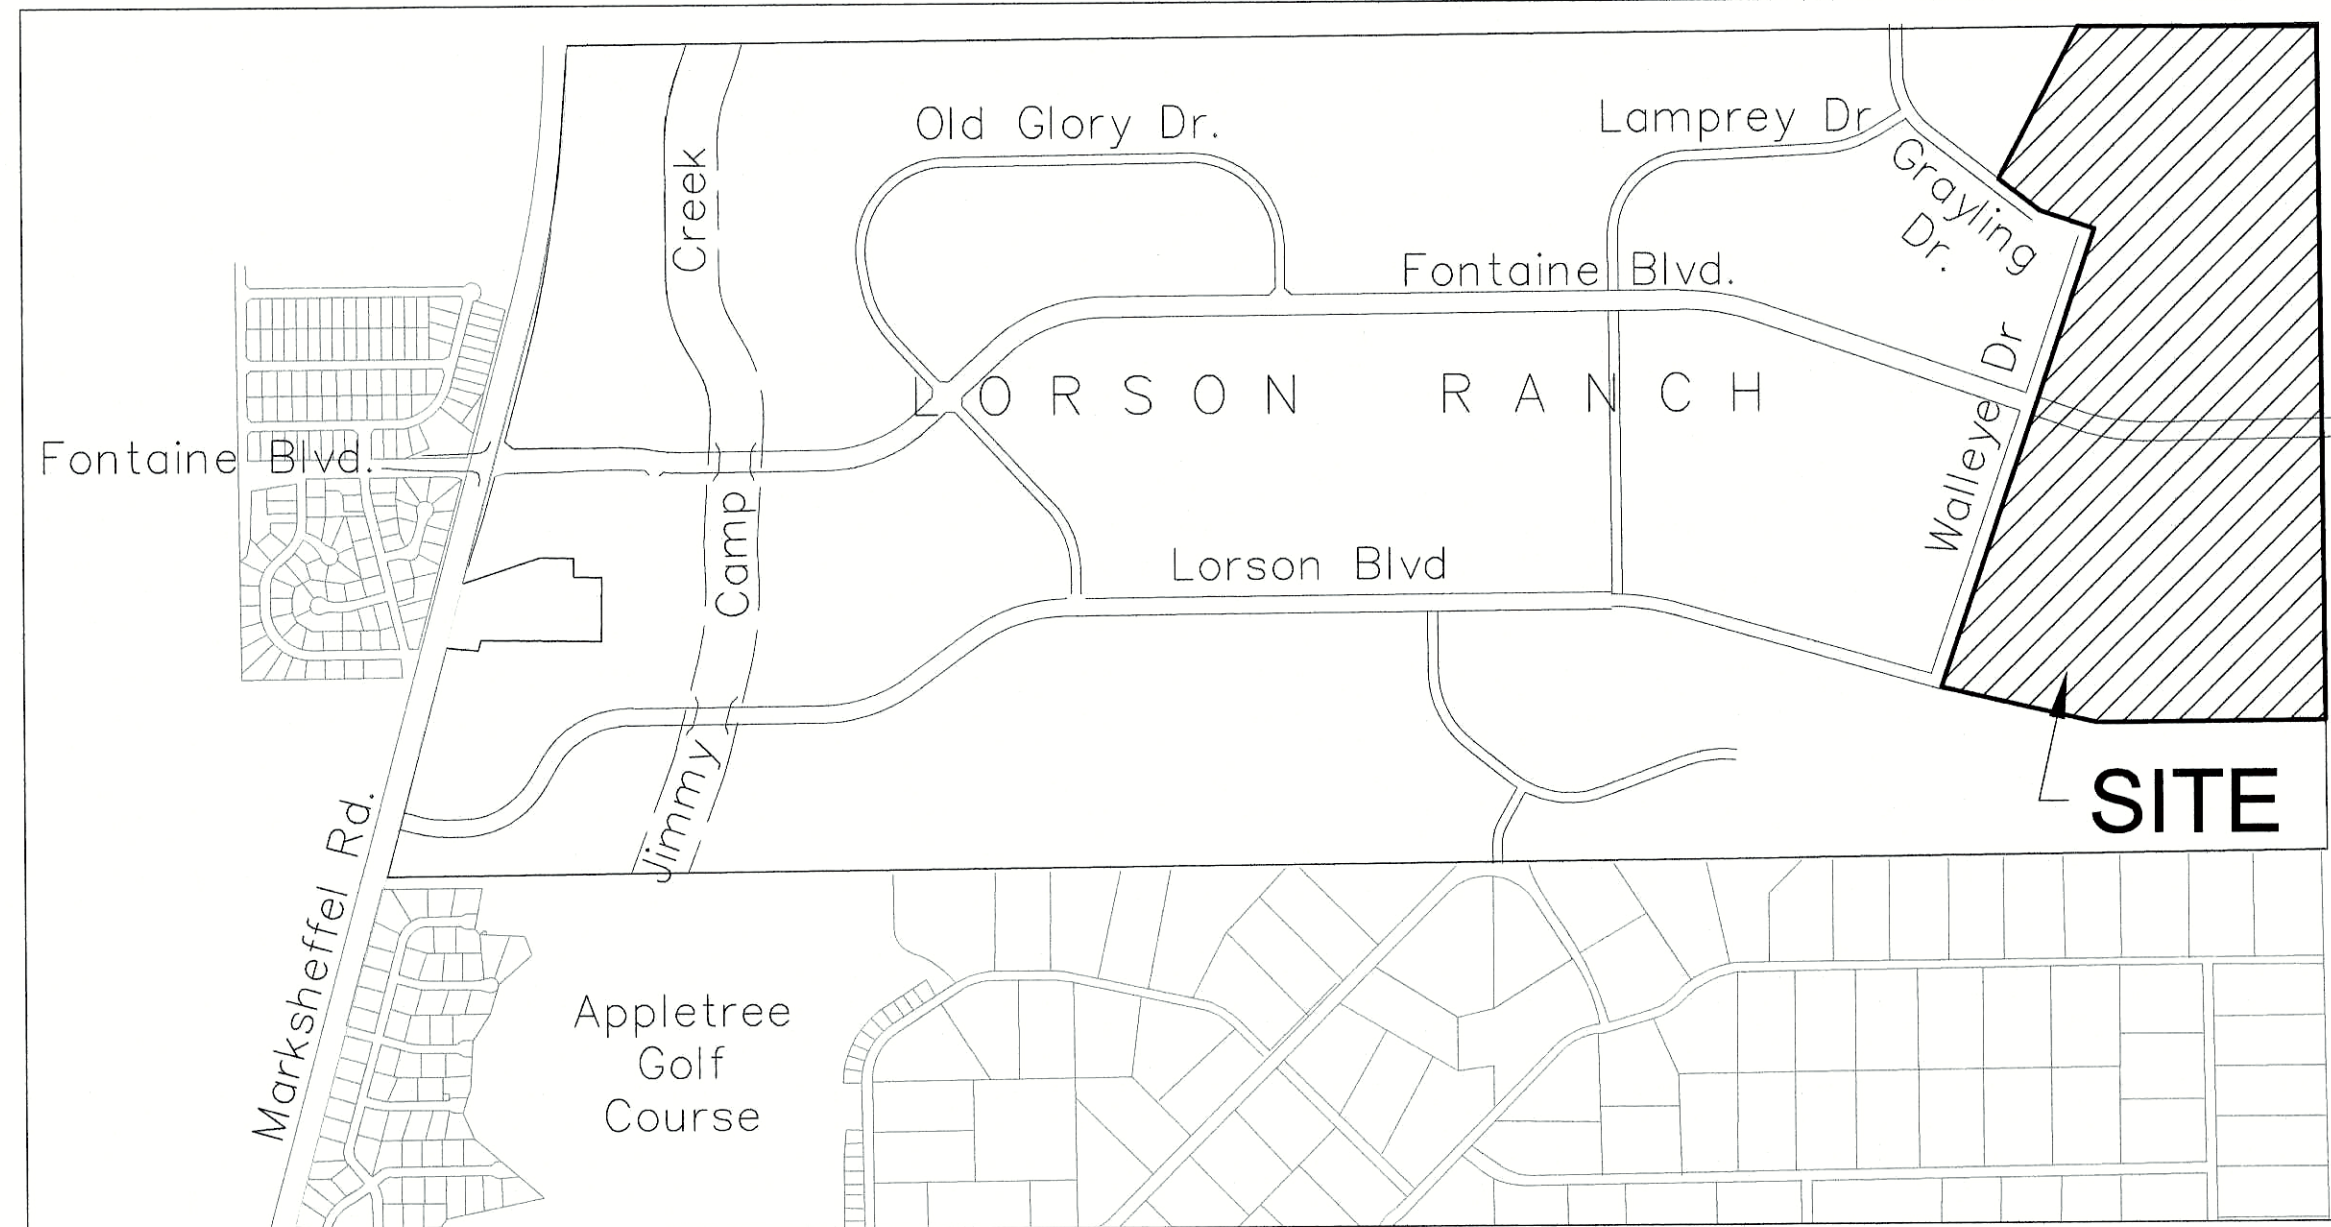 Old Glory Dr.
Lamprey Dr
Creek
Grayling
Dr.
Fontaine Blvd.
Walleye Dr
LORSON RANCH
Fontaine Blvd.
Camp
Lorson Blvd
Jimmy
SITE
Marksheffel Rd.
Appletree
Golf
Course